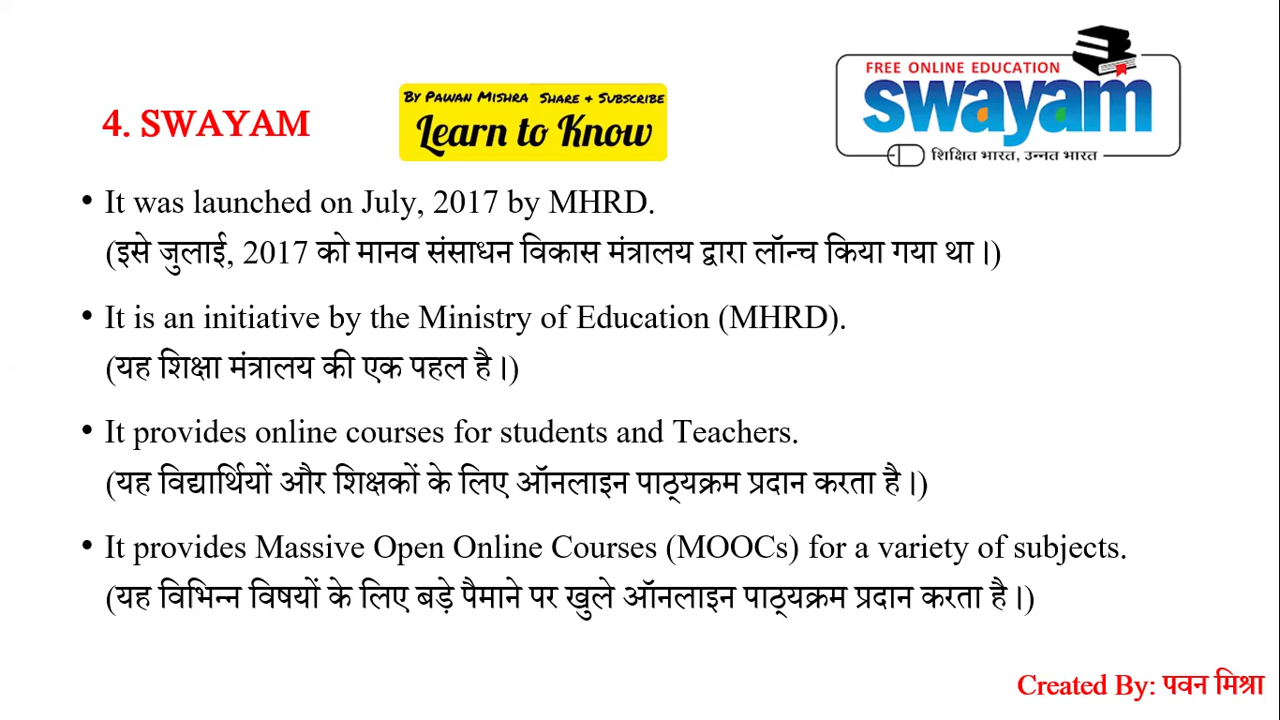 FREE ONLINE EDUCATION
swayam
शिक्षित भारत, उन्नत भारत
By Pawan Mishra Share & Subscribe
Learn to Know
4. SWAYAM
• It was launched on July, 2017 by MHRD.
(इसे जुलाई, 2017 को मानव संसाधन विकास मंत्रालय द्वारा लॉन्च किया गया था।)
• It is an initiative by the Ministry of Education (MHRD).
(यह शिक्षा मंत्रालय की एक पहल है।)
• It provides online courses for students and Teachers.
(यह विद्यार्थियों और शिक्षकों के लिए ऑनलाइन पाठ्यक्रम प्रदान करता है।)
• It provides Massive Open Online Courses (MOOCs) for a variety of subjects.
(यह विभिन्न विषयों के लिए बड़े पैमाने पर खुले ऑनलाइन पाठ्यक्रम प्रदान करता है।)
Created By: पवन मिश्रा